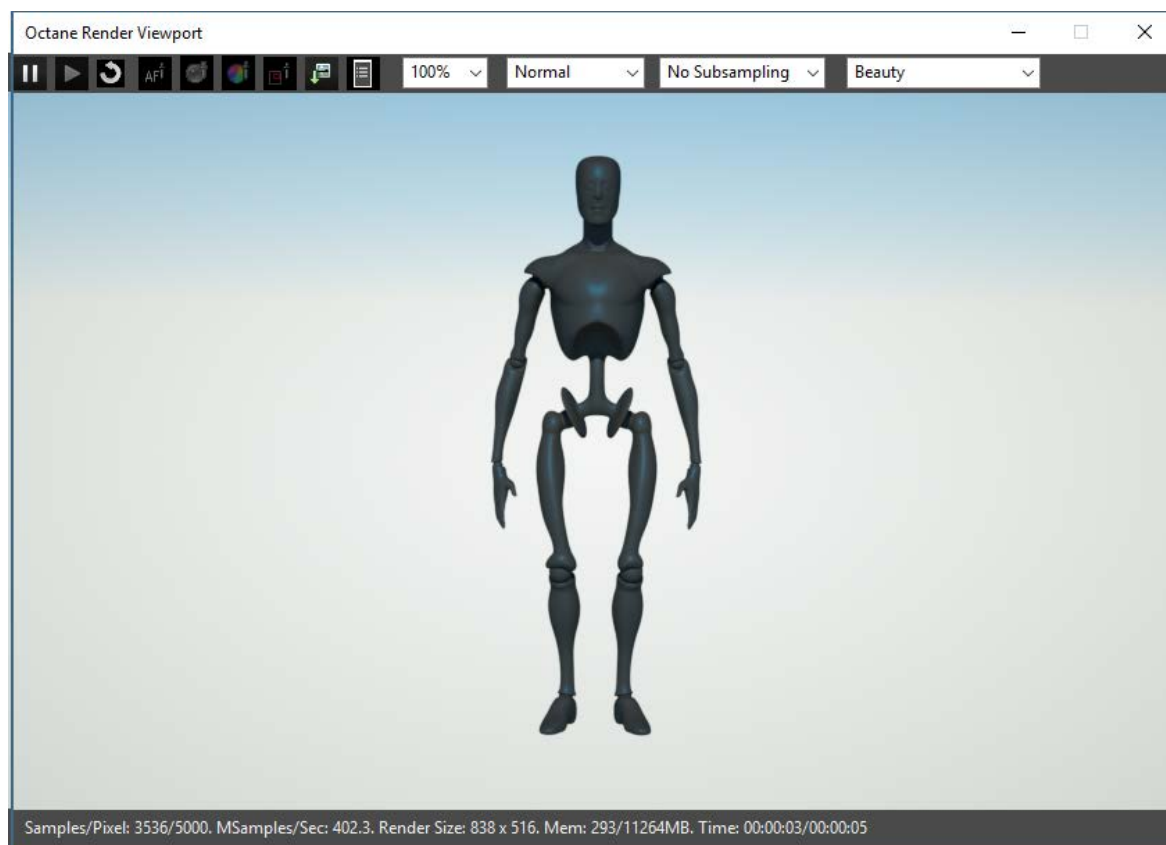 Octane Render Viewport
AF 100% Normal No Subsampling Beauty
Samples/Pixel: 3536/5000. MSamples/Sec: 402.3. Render Size: 838 x 516. Mem: 293/11264MB. Time: 00:00:03/00:00:05